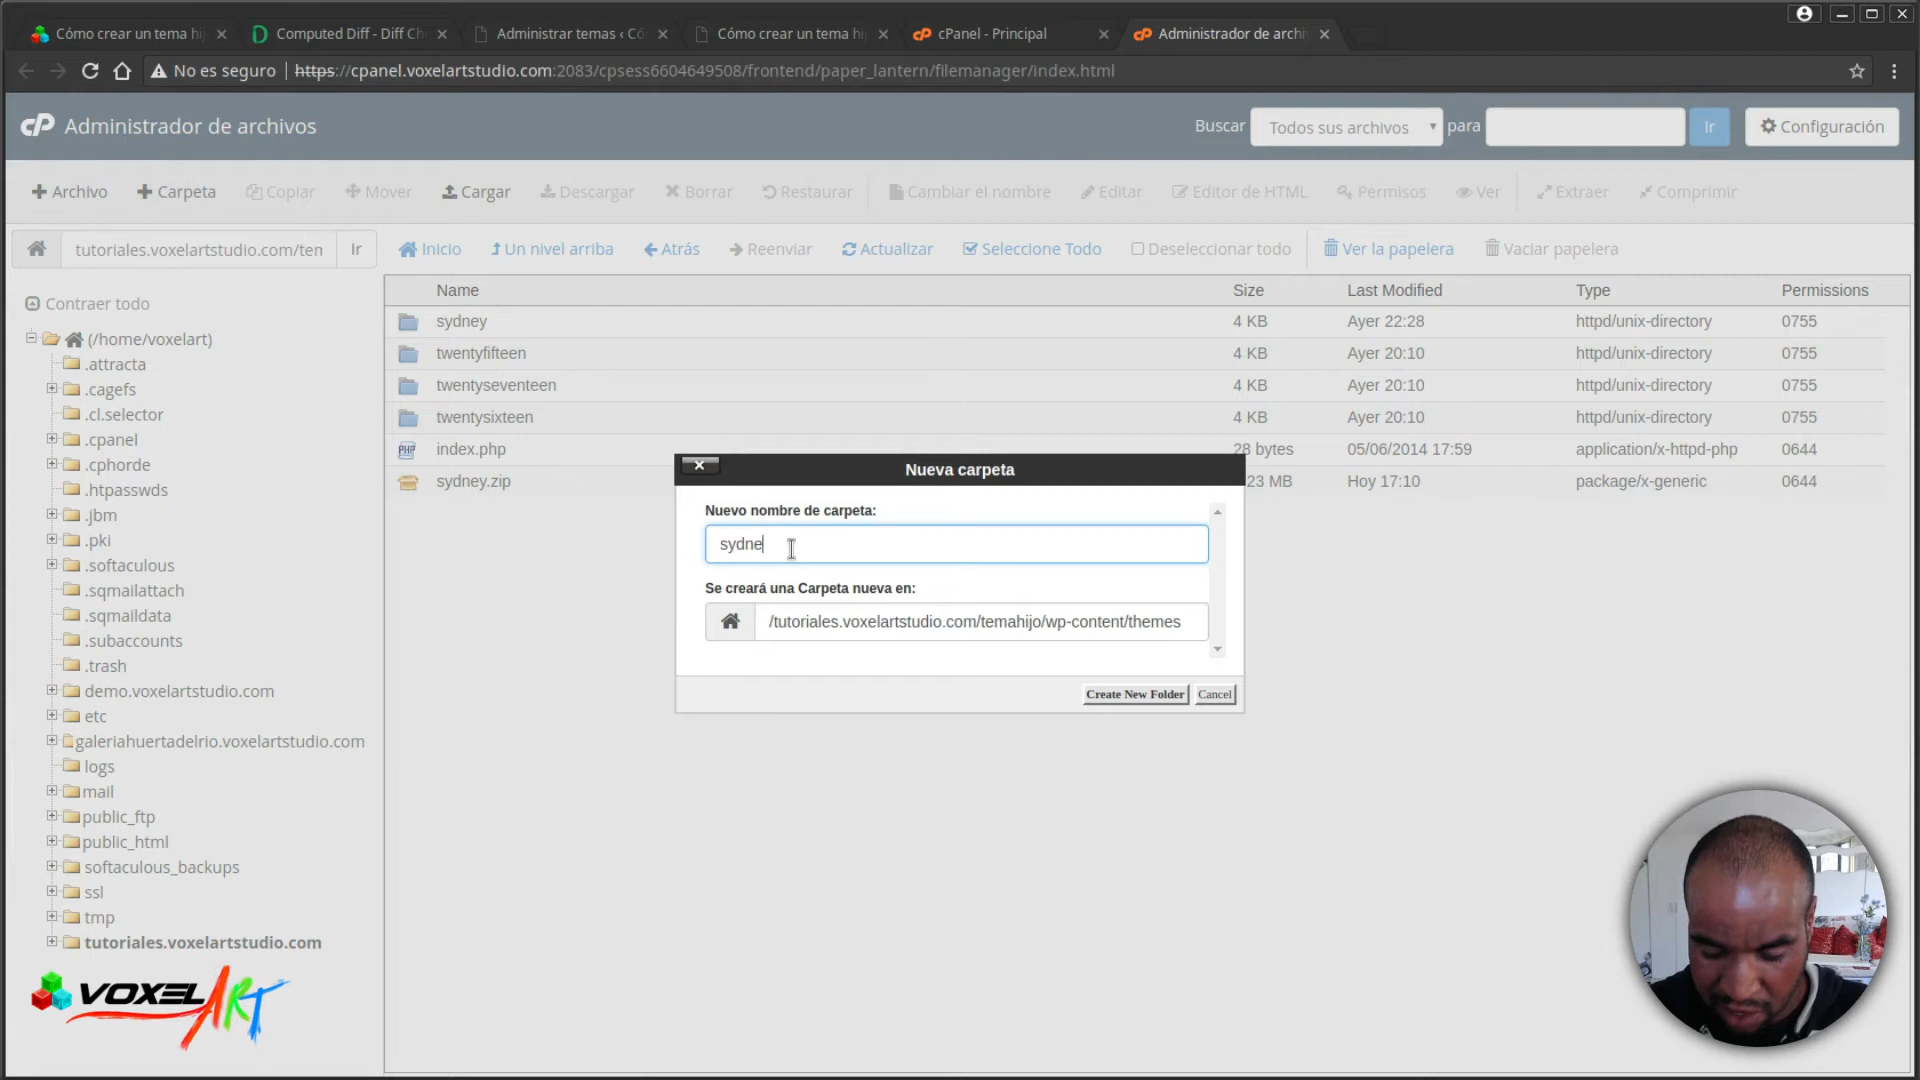 Cómo crear un tema hij
Computed Diff - Diff Ch
Administrar temas ‹ Có
Cómo crear un tema hij
cPanel - Principal
Administrador de archi
No es seguro | https://cpanel.voxelartstudio.com:2083/cpsess6604649508/frontend/paper_lantern/filemanager/index.html
cP Administrador de archivos
Buscar Todos sus archivos para Ir Configuración
Archivo Carpeta Copiar Mover Cargar Descargar Borrar Restaurar Cambiar el nombre Editar Editor de HTML Permisos Ver Extraer Comprimir
tutoriales.voxelartstudio.com/ten Ir Inicio Un nivel arriba Atrás Reenviar Actualizar Seleccione Todo Deseleccionar todo Ver la papelera Vaciar papelera
Contraer todo
(/home/voxelart)
.attracta
.cagefs
.cl.selector
.cpanel
.cphorde
.htpasswds
.jbm
.pki
.softaculous
.sqmailattach
.sqmaildata
.subaccounts
.trash
demo.voxelartstudio.com
etc
galeriahuertadelrio.voxelartstudio.com
logs
mail
public_ftp
public_html
softaculous_backups
ssl
tmp
tutoriales.voxelartstudio.com
VOXELART
Name Size Last Modified Type Permissions
sydney 4 KB Ayer 22:28 httpd/unix-directory 0755
twentyfifteen 4 KB Ayer 20:10 httpd/unix-directory 0755
twentyseventeen 4 KB Ayer 20:10 httpd/unix-directory 0755
twentysixteen 4 KB Ayer 20:10 httpd/unix-directory 0755
PHP index.php 28 bytes 05/06/2014 17:59 application/x-httpd-php 0644
sydney.zip 23 MB Hoy 17:10 package/x-generic 0644
Nueva carpeta
Nuevo nombre de carpeta:
sydne
Se creará una Carpeta nueva en:
/tutoriales.voxelartstudio.com/temahijo/wp-content/themes
Create New Folder Cancel